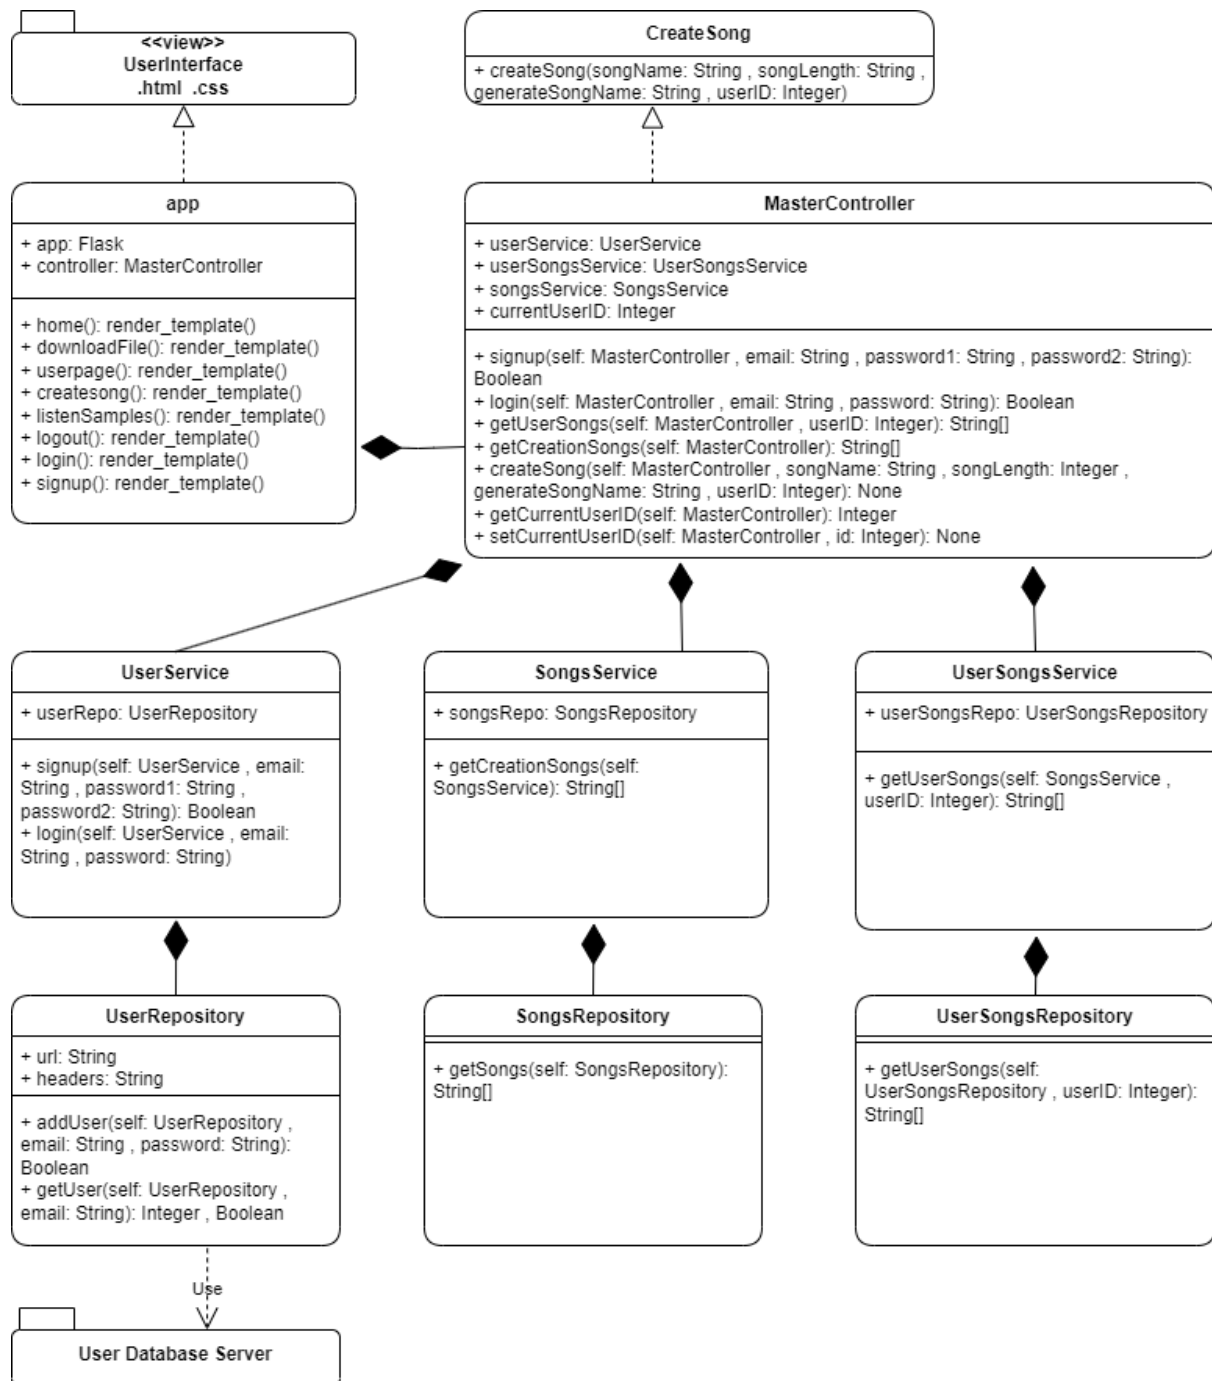 <<view>>
UserInterface
.html .css
CreateSong
+ createSong(songName: String , songLength: String ,
generateSongName: String , userID: Integer)
app
+ app: Flask
+ controller: MasterController
+ home(): render_template()
+ downloadFile(): render_template()
+ userpage(): render_template()
+ createsong(): render_template()
+ listenSamples(): render_template()
+ logout(): render_template()
+ login(): render_template()
+ signup(): render_template()
MasterController
+ userService: UserService
+ userSongsService: UserSongsService
+ songsService: SongsService
+ currentUserID: Integer
+ signup(self: MasterController , email: String , password1: String , password2: String):
Boolean
+ login(self: MasterController , email: String , password: String): Boolean
+ getUserSongs(self: MasterController , userID: Integer): String[]
+ getCreationSongs(self: MasterController): String[]
+ createSong(self: MasterController , songName: String , songLength: Integer ,
generateSongName: String , userID: Integer): None
+ getCurrentUserID(self: MasterController): Integer
+ setCurrentUserID(self: MasterController , id: Integer): None
UserService
+ userRepo: UserRepository
+ signup(self: UserService , email:
String , password1: String ,
password2: String): Boolean
+ login(self: UserService , email:
String , password: String)
SongsService
+ songsRepo: SongsRepository
+ getCreationSongs(self:
SongsService): String[]
UserSongsService
+ userSongsRepo: UserSongsRepository
+ getUserSongs(self: SongsService ,
userID: Integer): String[]
UserRepository
+ url: String
+ headers: String
+ addUser(self: UserRepository ,
email: String , password: String):
Boolean
+ getUser(self: UserRepository ,
email: String): Integer , Boolean
SongsRepository
+ getSongs(self: SongsRepository):
String[]
UserSongsRepository
+ getUserSongs(self:
UserSongsRepository , userID: Integer):
String[]
Use
User Database Server